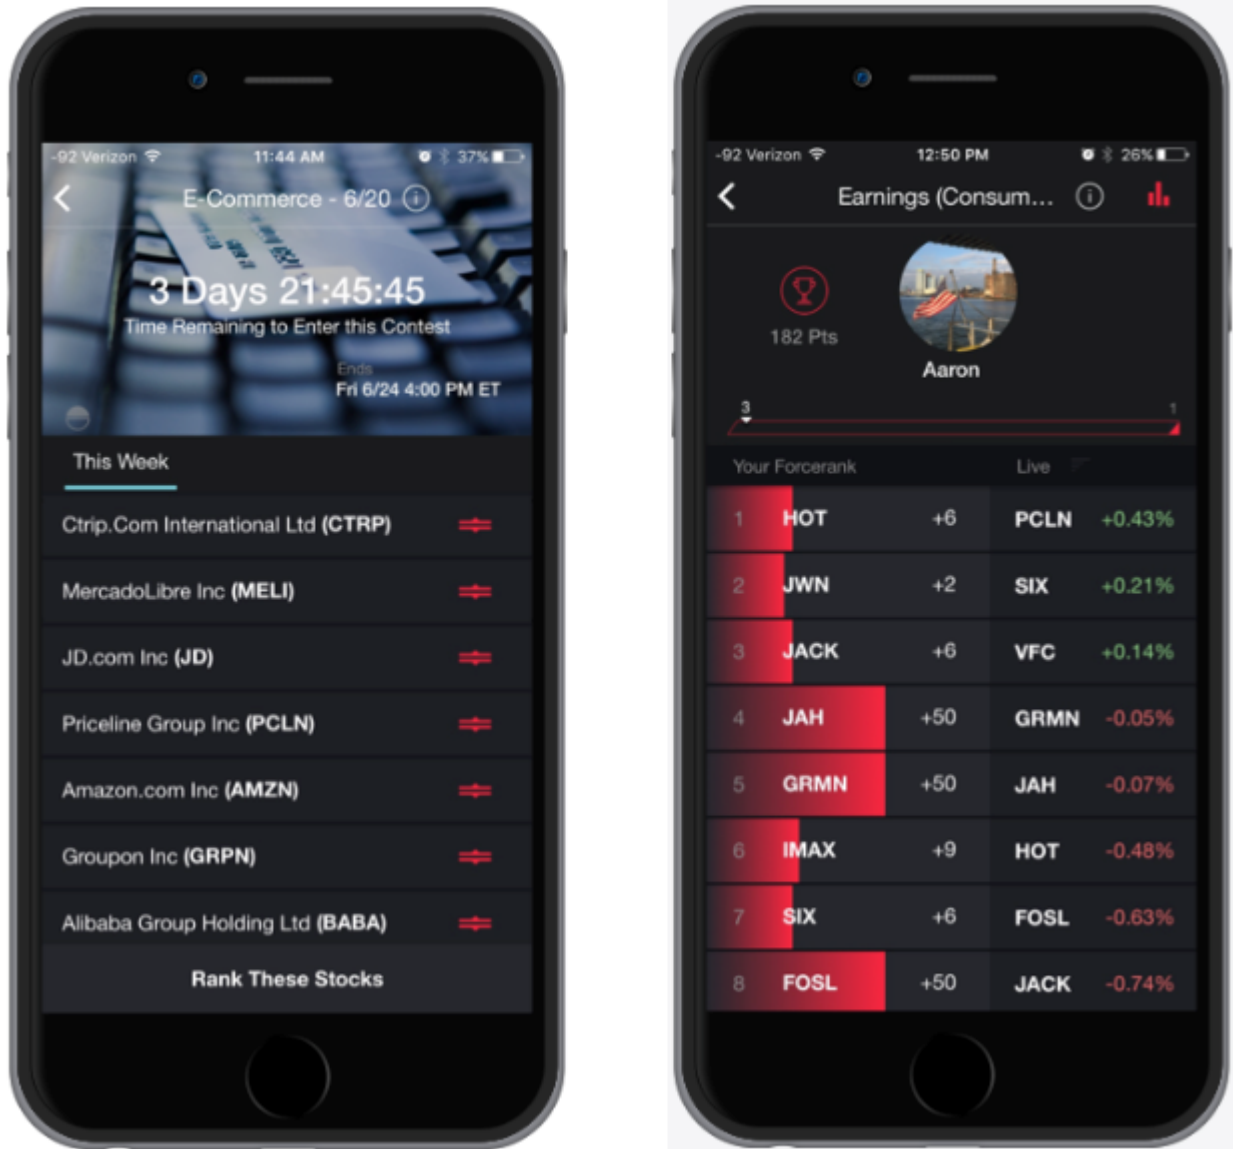 -92 Verizon 11:44 AM 37%
E-Commerce - 6/20
3 Days 21:45:45
Time Remaining to Enter this Contest
Ends
Fri 6/24 4:00 PM ET
This Week
Ctrip.Com International Ltd (CTRP)
MercadoLibre Inc (MELI)
JD.com Inc (JD)
Priceline Group Inc (PCLN)
Amazon.com Inc (AMZN)
Groupon Inc (GRPN)
Alibaba Group Holding Ltd (BABA)
Rank These Stocks
-92 Verizon 12:50 PM 26%
Earnings (Consum...
182 Pts
Aaron
3 1
Your Forcerank Live
1 HOT +6 PCLN +0.43%
2 JWN +2 SIX +0.21%
3 JACK +6 VFC +0.14%
4 JAH +50 GRMN -0.05%
5 GRMN +50 JAH -0.07%
6 IMAX +9 HOT -0.48%
7 SIX +6 FOSL -0.63%
8 FOSL +50 JACK -0.74%